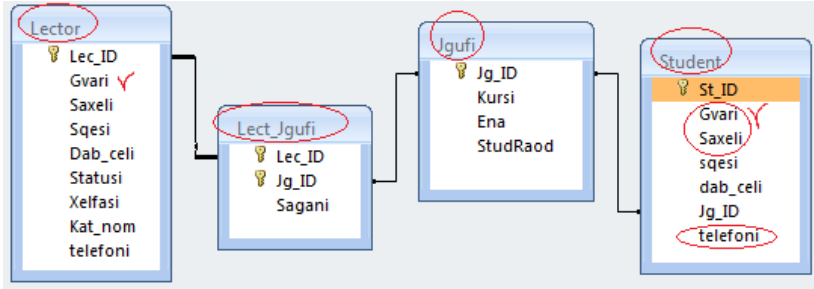 Lector
Lec_ID
Gvari
Saxeli
Sqesi
Dab_celi
Statusi
Xelfasi
Kat_nom
telefoni
Lect_Jgufi
Lec_ID
Jg_ID
Sagani
Jgufi
Jg_ID
Kursi
Ena
StudRaod
Student
St_ID
Gvari
Saxeli
sqesi
dab_celi
Jg_ID
telefoni